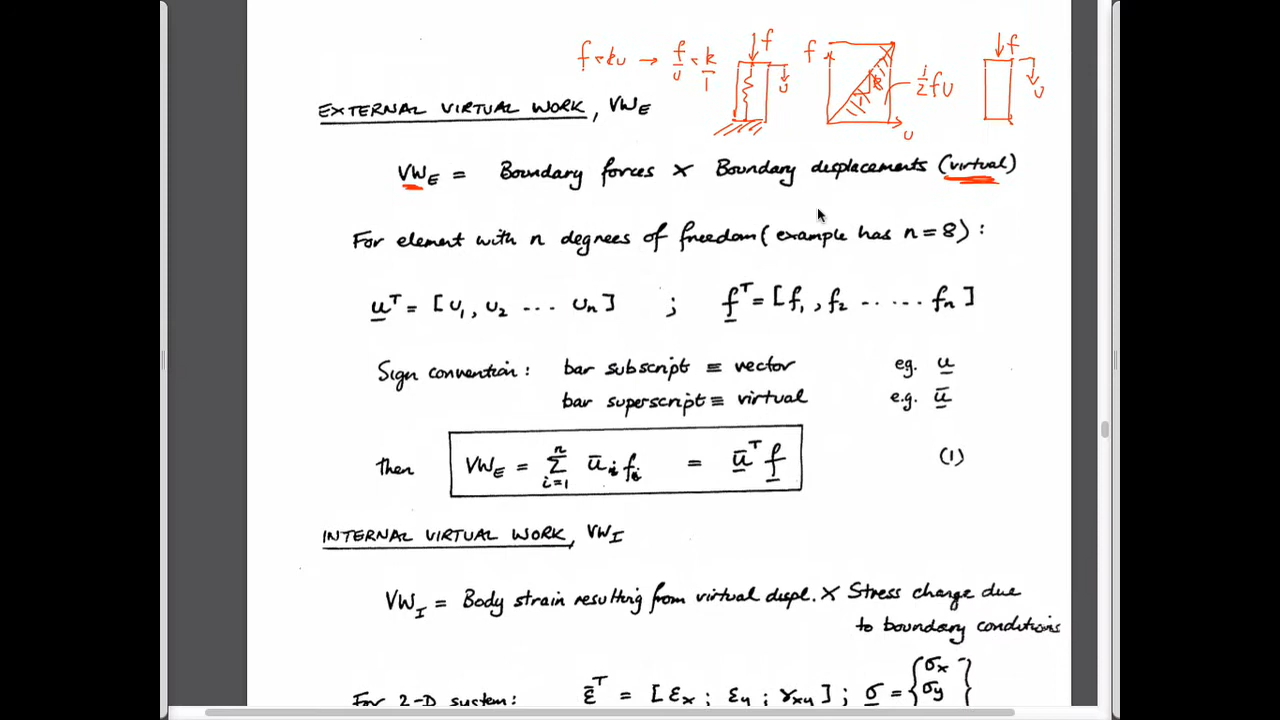 f = ku → f/u = k/1 f u f k 1 1/2 fu u f u
EXTERNAL VIRTUAL WORK, VW_E
VW_E = Boundary forces × Boundary displacements (virtual)
For element with n degrees of freedom (example has n = 8) :
u̲^T = [u_1, u_2 ... u_n] ; f̲^T = [f_1, f_2 ...... f_n]
Sign convention : bar subscript ≡ vector eg. u̲
bar superscript ≡ virtual e.g. ū̲
then VW_E = Σ_{i=1}^{n} ū_i f_i = ū̲^T f̲ (1)
INTERNAL VIRTUAL WORK, VW_I
VW_I = Body strain resulting from virtual displ. × Stress change due
to boundary conditions
For 2-D system: ε̲̄^T = [ε_x ; ε_y ; γ_xy] ; σ̲ = { σ_x σ_y